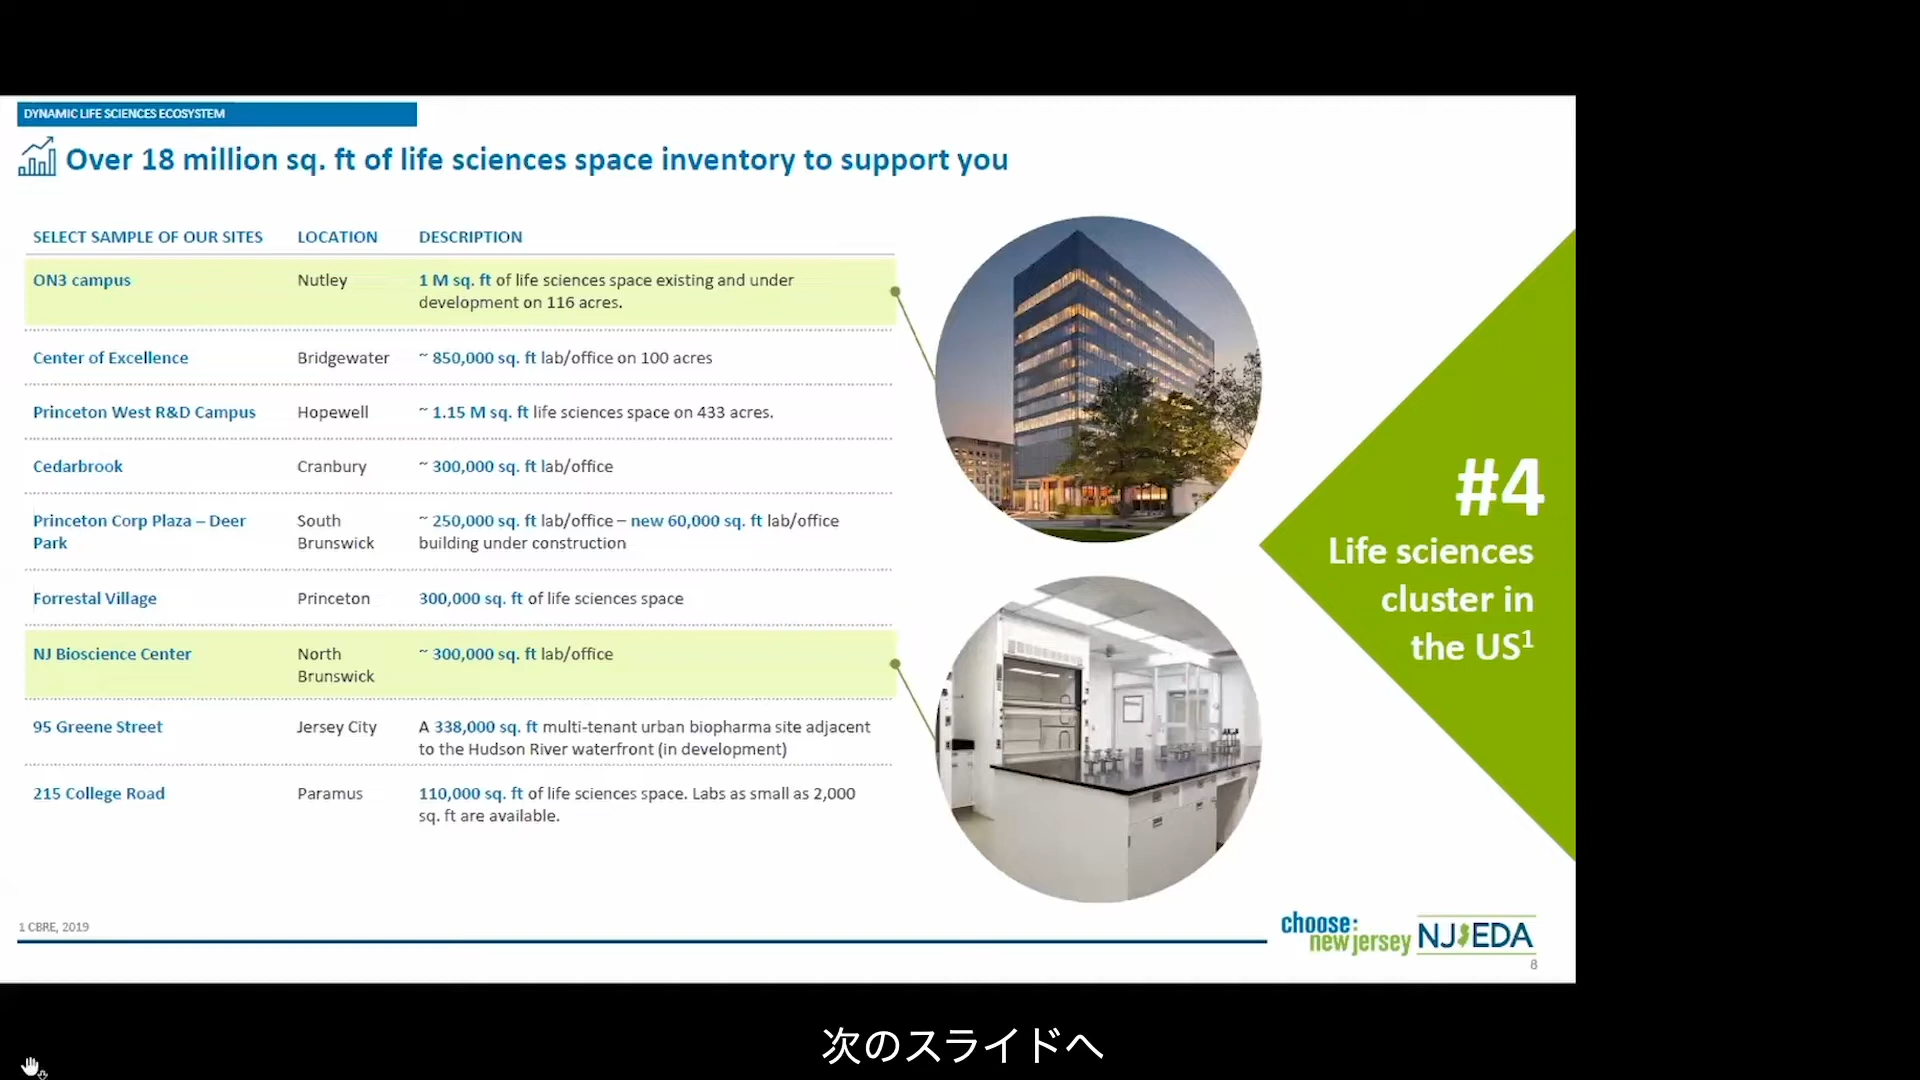 DYNAMIC LIFE SCIENCES ECOSYSTEM
Over 18 million sq. ft of life sciences space inventory to support you
SELECT SAMPLE OF OUR SITES LOCATION DESCRIPTION
ON3 campus Nutley 1 M sq. ft of life sciences space existing and under
development on 116 acres.
Center of Excellence Bridgewater ~ 850,000 sq. ft lab/office on 100 acres
Princeton West R&D Campus Hopewell ~ 1.15 M sq. ft life sciences space on 433 acres.
Cedarbrook Cranbury ~ 300,000 sq. ft lab/office
Princeton Corp Plaza – Deer South ~ 250,000 sq. ft lab/office – new 60,000 sq. ft lab/office
Park Brunswick building under construction
Forrestal Village Princeton 300,000 sq. ft of life sciences space
NJ Bioscience Center North ~ 300,000 sq. ft lab/office
Brunswick
95 Greene Street Jersey City A 338,000 sq. ft multi-tenant urban biopharma site adjacent
to the Hudson River waterfront (in development)
215 College Road Paramus 110,000 sq. ft of life sciences space. Labs as small as 2,000
sq. ft are available.
#4
Life sciences
cluster in
the US1
1 CBRE, 2019
choose:
new jersey
NJEDA
8
次のスライドへ